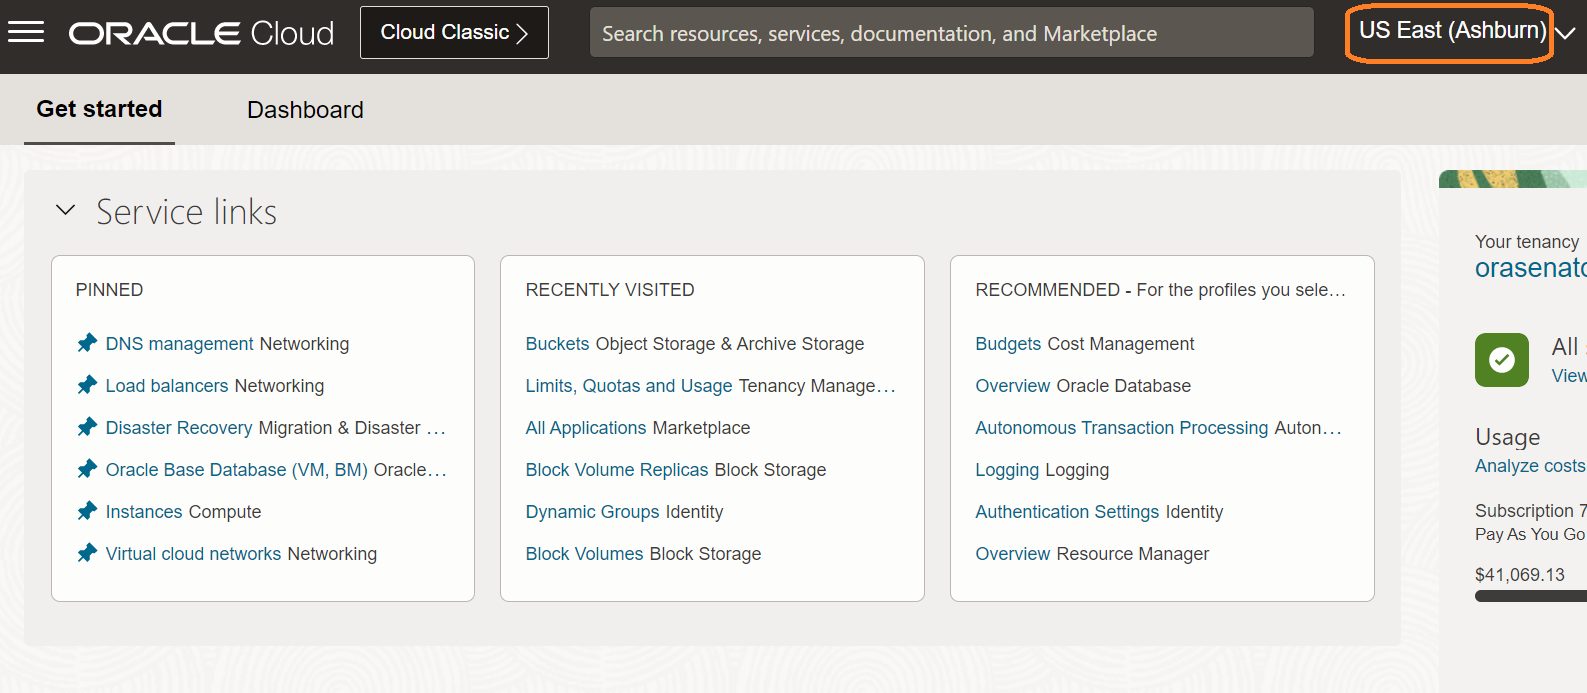 ORACLE Cloud
Cloud Classic
Search resources, services, documentation, and Marketplace
US East (Ashburn)
Get started
Dashboard
Service links
PINNED
DNS management Networking
Load balancers Networking
Disaster Recovery Migration & Disaster ...
Oracle Base Database (VM, BM) Oracle...
Instances Compute
Virtual cloud networks Networking
RECENTLY VISITED
Buckets Object Storage & Archive Storage
Limits, Quotas and Usage Tenancy Manage...
All Applications Marketplace
Block Volume Replicas Block Storage
Dynamic Groups Identity
Block Volumes Block Storage
RECOMMENDED - For the profiles you sele...
Budgets Cost Management
Overview Oracle Database
Autonomous Transaction Processing Auton...
Logging Logging
Authentication Settings Identity
Overview Resource Manager
Your tenancy
All
View
Usage
Analyze costs
Subscription 7
Pay As You Go
$41,069.13